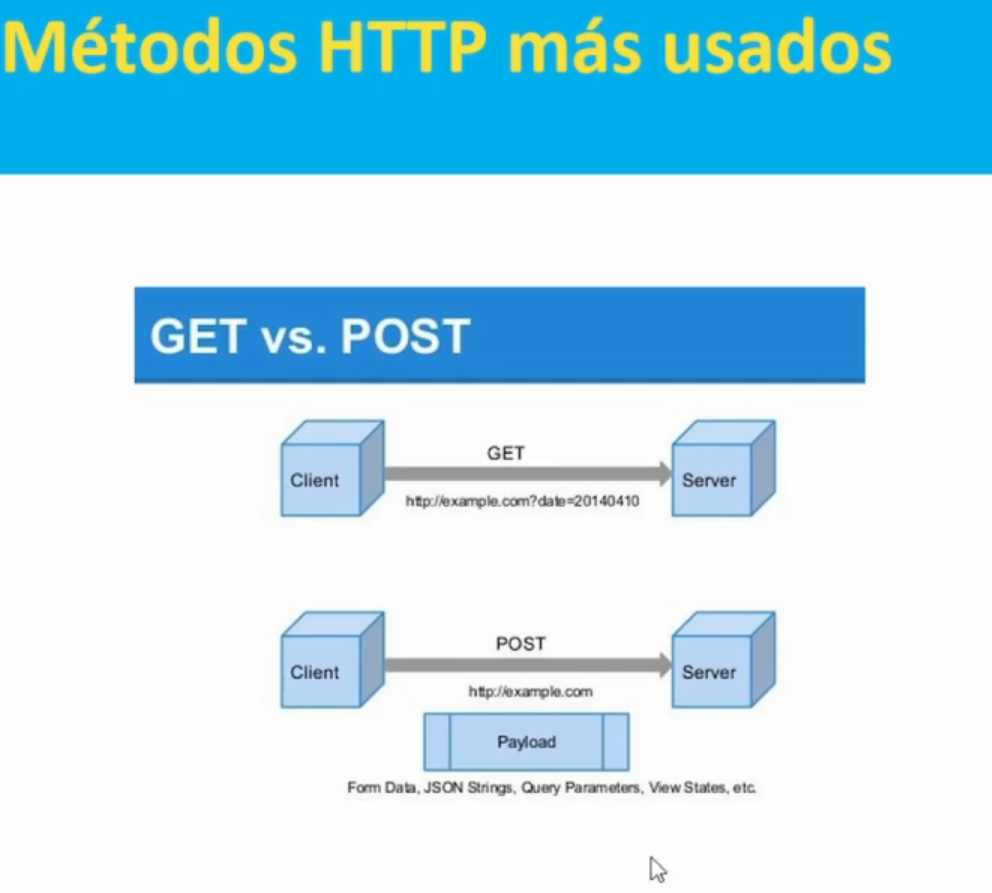 Métodos HTTP más usados
GET vs. POST
GET
Client
Server
http://example.com?date=20140410
POST
Client
Server
http://example.com
Payload
Form Data, JSON Strings, Query Parameters, View States, etc.